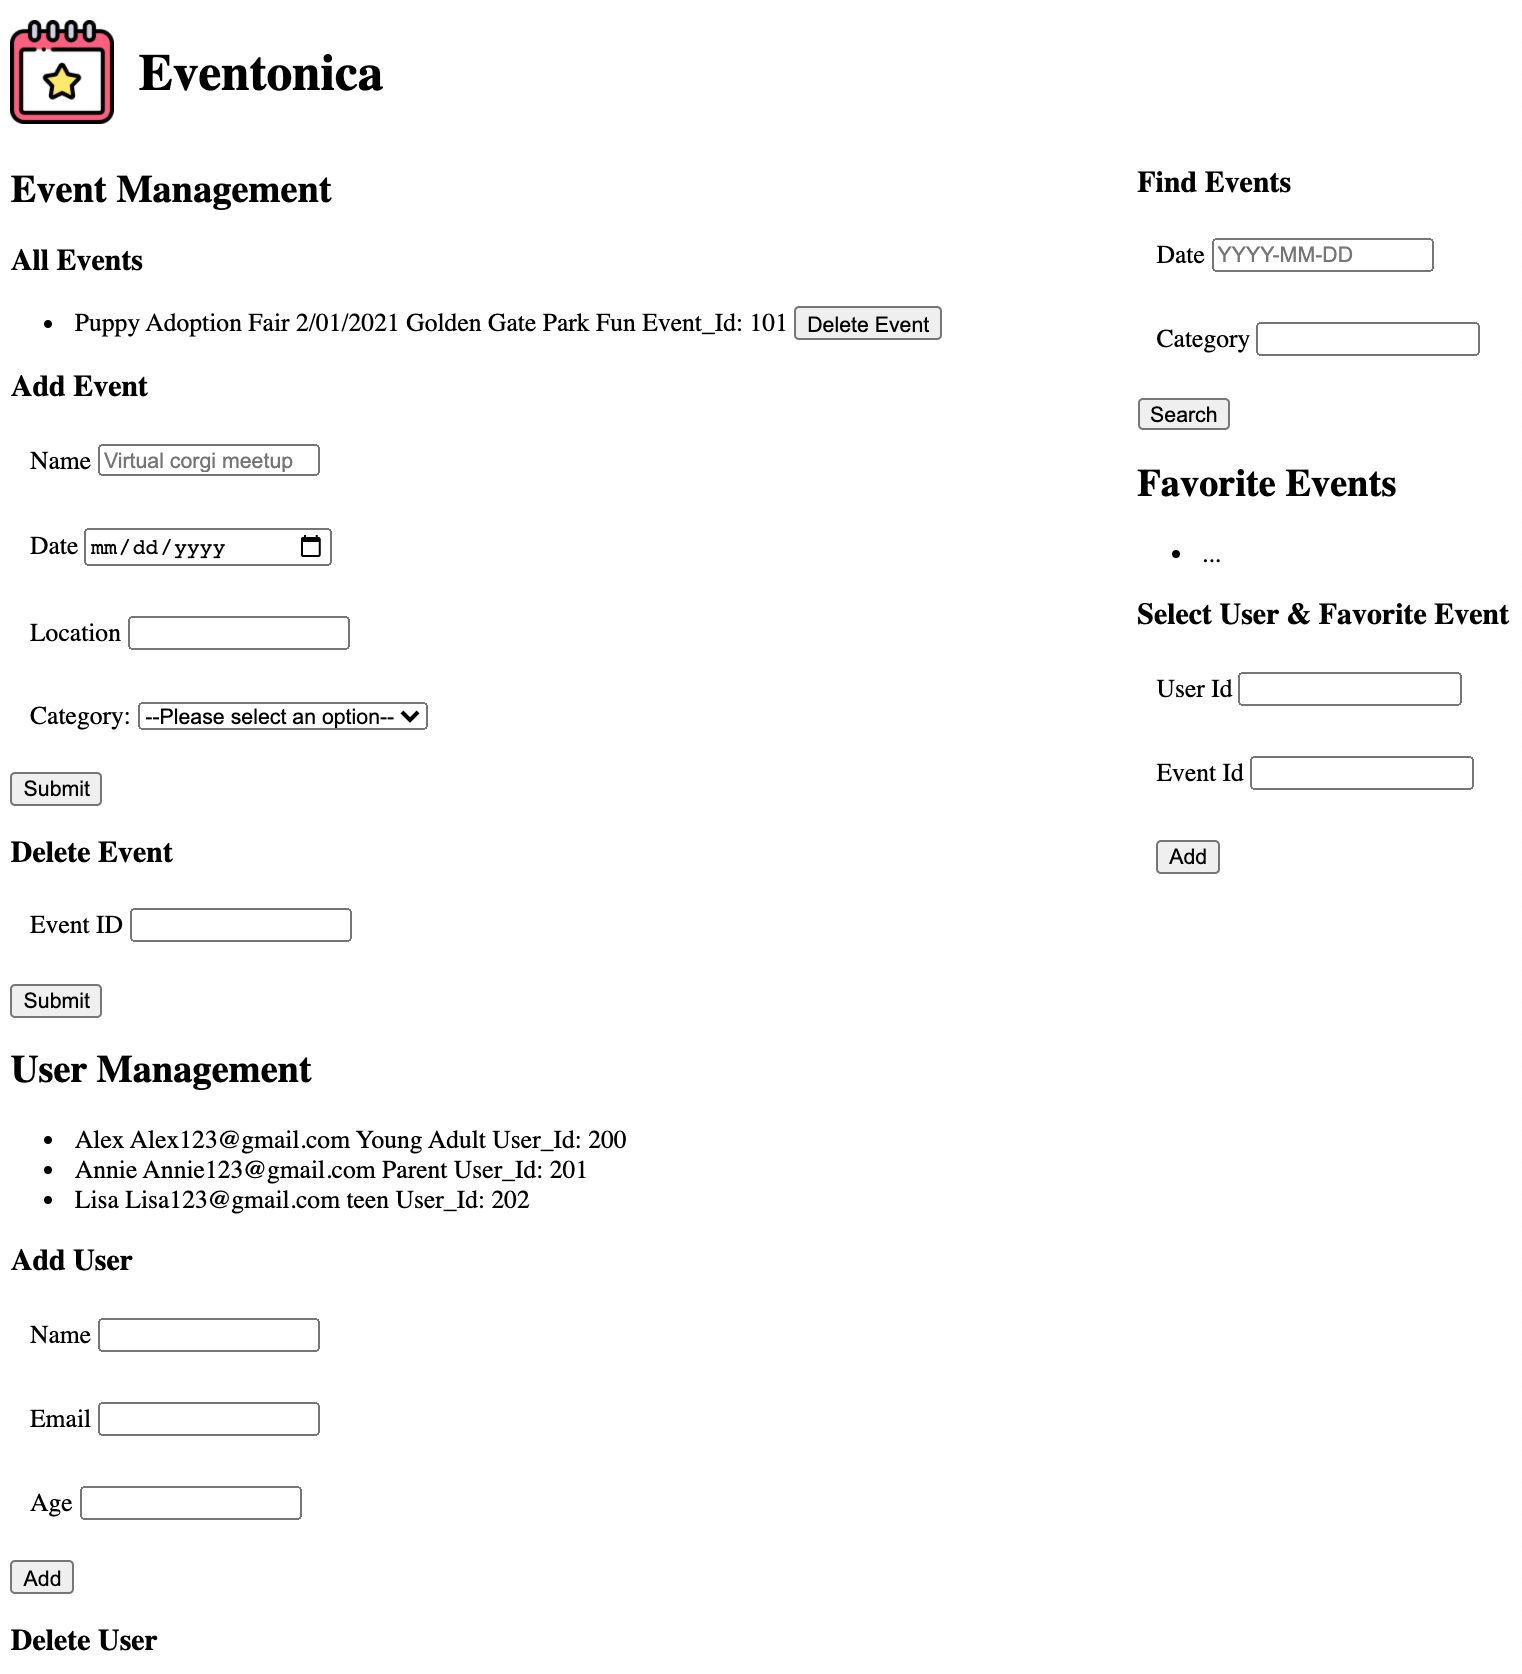 Eventonica
Event Management
All Events
• Puppy Adoption Fair 2/01/2021 Golden Gate Park Fun Event_Id: 101 Delete Event
Add Event
Name Virtual corgi meetup
Date mm/dd/yyyy
Location
Category: --Please select an option--
Submit
Delete Event
Event ID
Submit
User Management
• Alex Alex123@gmail.com Young Adult User_Id: 200
• Annie Annie123@gmail.com Parent User_Id: 201
• Lisa Lisa123@gmail.com teen User_Id: 202
Add User
Name
Email
Age
Add
Delete User
Find Events
Date YYYY-MM-DD
Category
Search
Favorite Events
• ...
Select User & Favorite Event
User Id
Event Id
Add